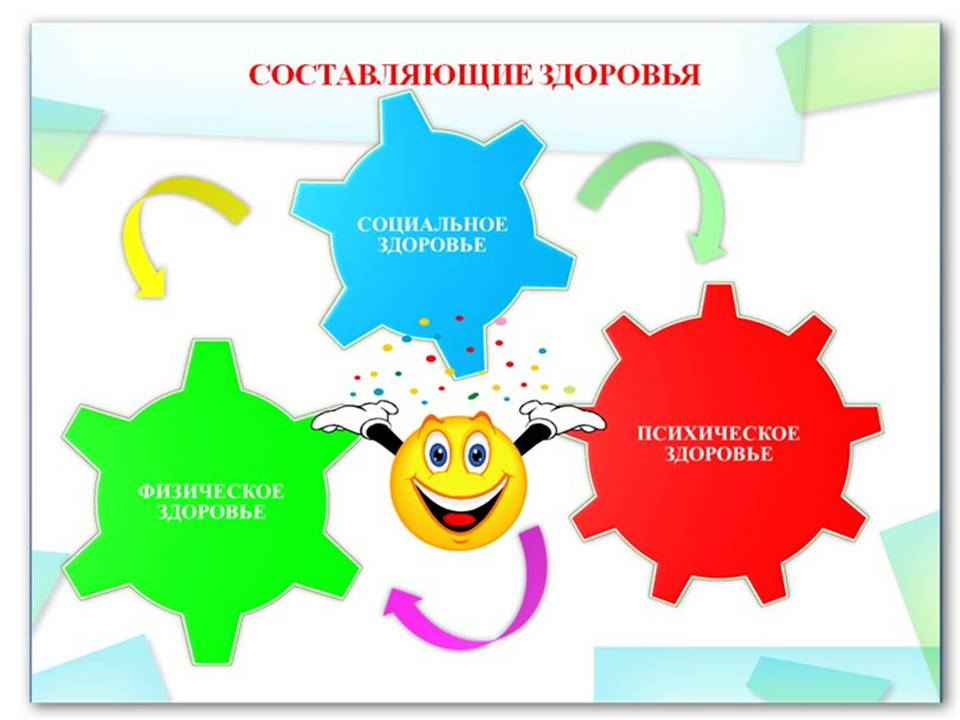 СОСТАВЛЯЮЩИЕ ЗДОРОВЬЯ
СОЦИАЛЬНОЕ
ЗДОРОВЬЕ
ПСИХИЧЕСКОЕ
ЗДОРОВЬЕ
ФИЗИЧЕСКОЕ
ЗДОРОВЬЕ